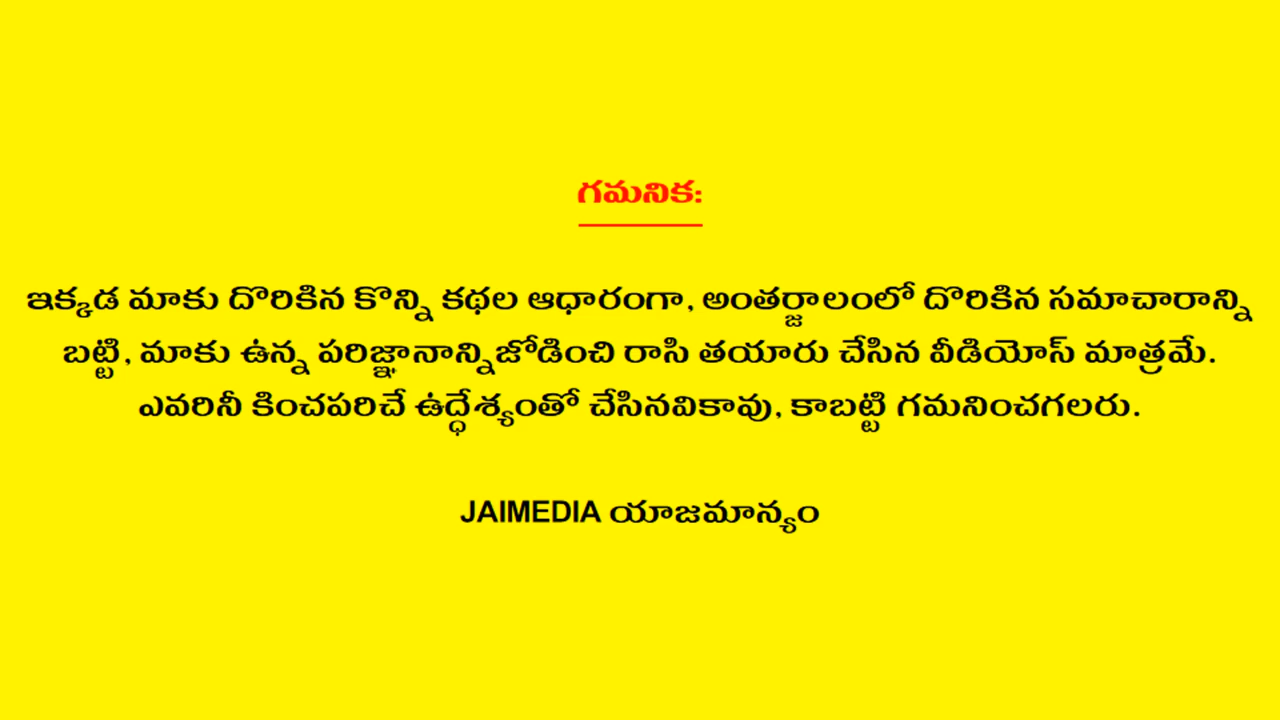 గమనిక:
ఇక్కడ మాకు దొరికిన కొన్ని కథల ఆధారంగా, అంతర్జాలంలో దొరికిన సమాచారాన్ని
బట్టి, మాకు ఉన్న పరిజ్ఞానాన్నిజోడించి రాసి తయారు చేసిన వీడియోస్ మాత్రమే.
ఎవరినీ కించపరిచే ఉద్ధేశ్యంతో చేసినవికావు, కాబట్టి గమనించగలరు.
JAIMEDIA యాజమాన్యం